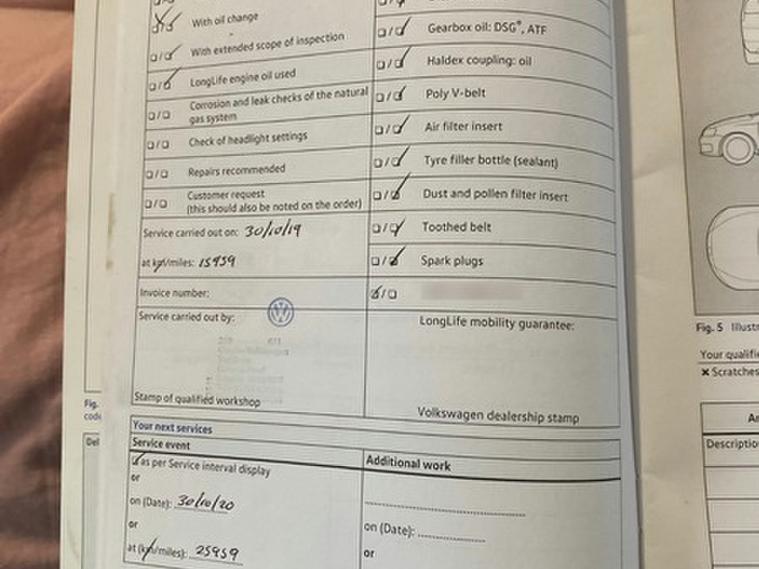 With oil change
With extended scope of inspection
LongLife engine oil used
Corrosion and leak checks of the natural
gas system
Check of headlight settings
Repairs recommended
Customer request
(this should also be noted on the order)
Service carried out on: 30/10/19
at km/miles: 15959
Invoice number:
Service carried out by:
Stamp of qualified workshop
Gearbox oil: DSG®, ATF
Haldex coupling: oil
Poly V-belt
Air filter insert
Tyre filler bottle (sealant)
Dust and pollen filter insert
Toothed belt
Spark plugs
LongLife mobility guarantee:
Volkswagen dealership stamp
Your next services
Service event
as per Service interval display
or
on (Date): 30/10/20
or
at (km/miles): 25959
Additional work
on (Date):
or
Fig.
code
Del
Fig. 5 Illustr
Your qualifie
× Scratches
An
Descriptio